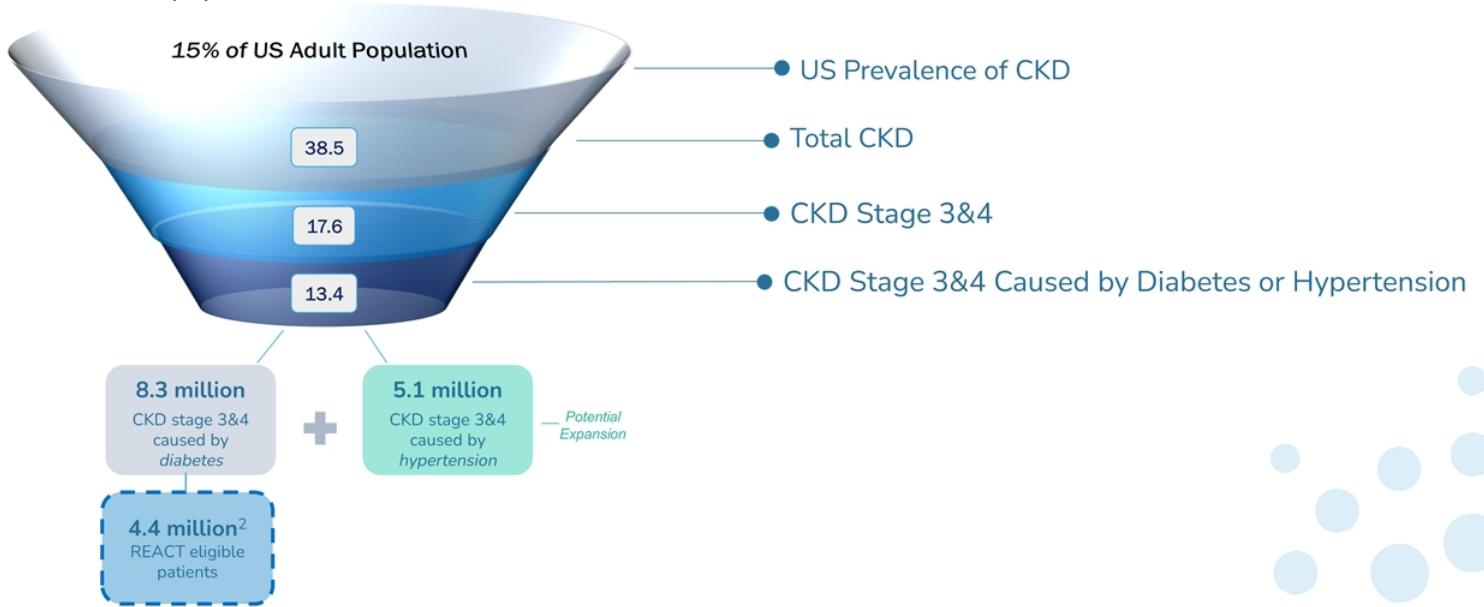 15% of US Adult Population
US Prevalence of CKD
38.5
Total CKD
17.6
CKD Stage 3&4
13.4
CKD Stage 3&4 Caused by Diabetes or Hypertension
8.3 million
CKD stage 3&4
caused by
diabetes
5.1 million
CKD stage 3&4
caused by
hypertension
Potential
Expansion
4.4 million2
REACT eligible
patients